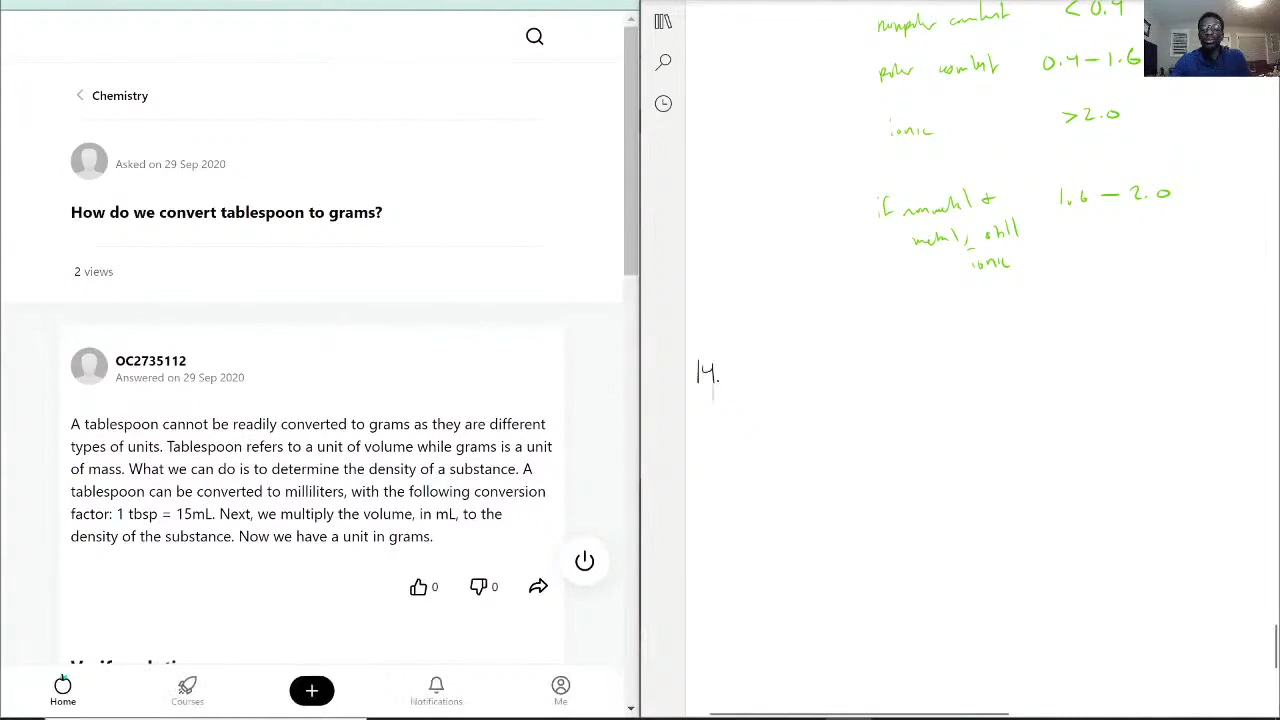 Chemistry
Asked on 29 Sep 2020
How do we convert tablespoon to grams?
2 views
OC2735112
Answered on 29 Sep 2020
A tablespoon cannot be readily converted to grams as they are different
types of units. Tablespoon refers to a unit of volume while grams is a unit
of mass. What we can do is to determine the density of a substance. A
tablespoon can be converted to milliliters, with the following conversion
factor: 1 tbsp = 15mL. Next, we multiply the volume, in mL, to the
density of the substance. Now we have a unit in grams.
0 0
Home Courses Notifications Me
nonpolar covalent < 0.4
polar covalent 0.4 – 1.6
ionic > 2.0
if nonmetal + 1.6 – 2.0
metal, still
ionic
14.